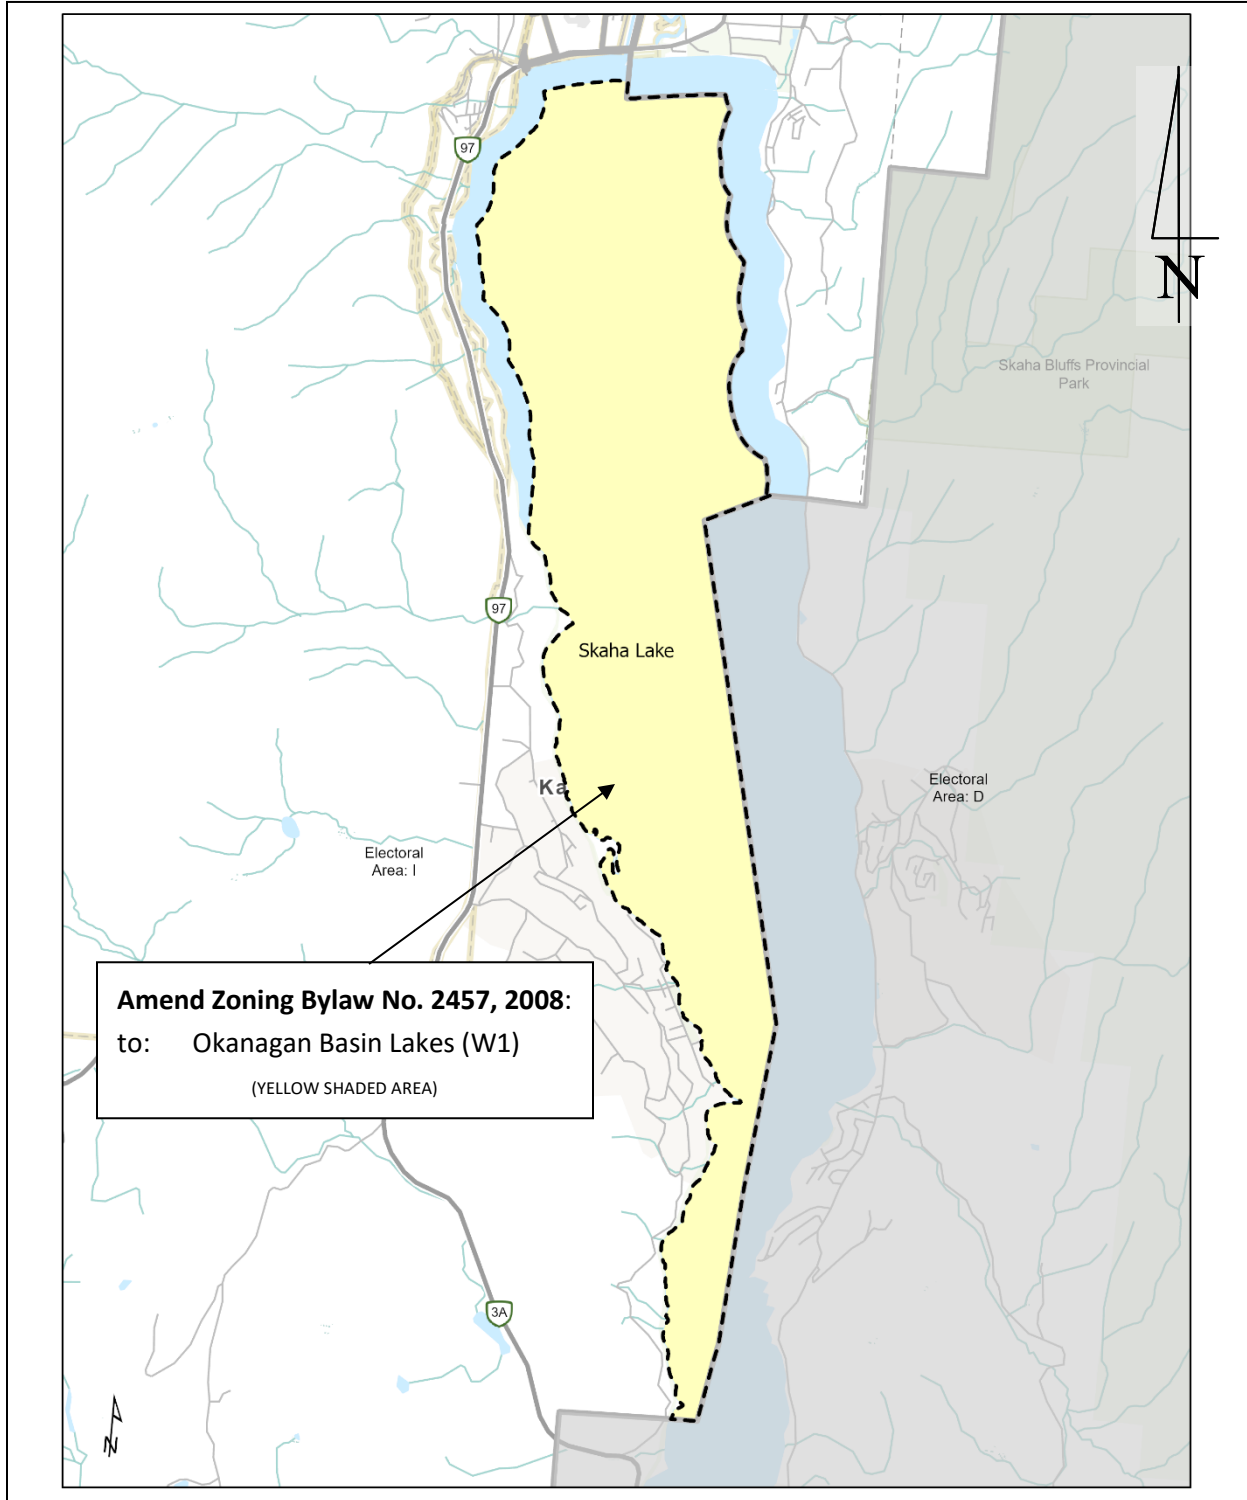 97
N
Skaha Bluffs Provincial
Park
97
Skaha Lake
Ka
Electoral
Area: D
Electoral
Area: I
Amend Zoning Bylaw No. 2457, 2008:
to: Okanagan Basin Lakes (W1)
(YELLOW SHADED AREA)
3A
N